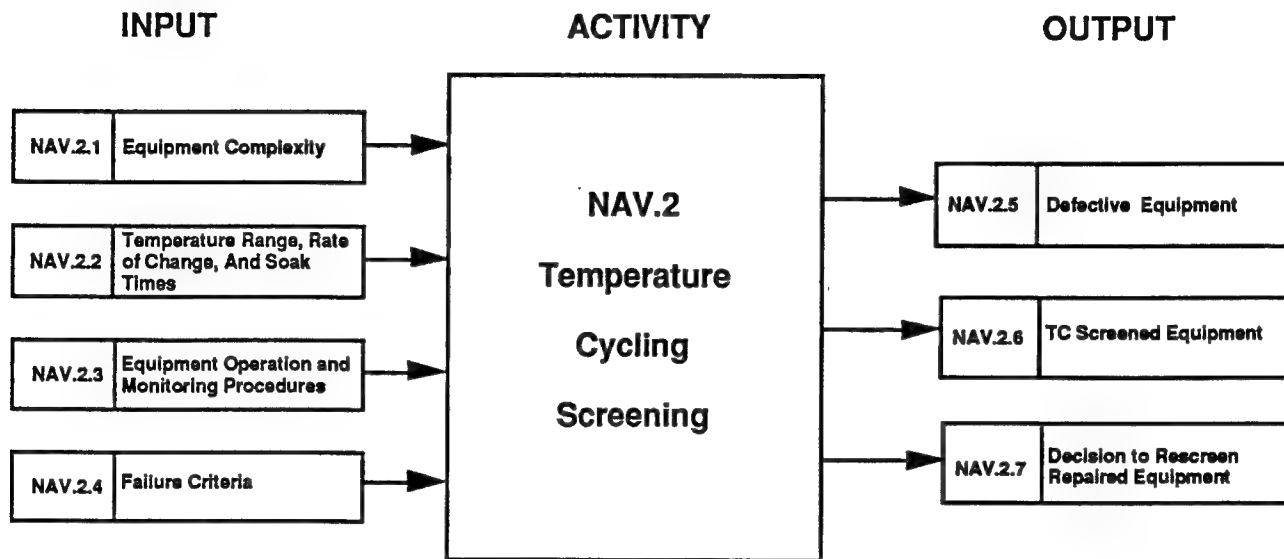 INPUT
ACTIVITY
OUTPUT
NAV.2.1
Equipment Complexity
NAV.2.2
Temperature Range, Rate
of Change, And Soak
Times
NAV.2.3
Equipment Operation and
Monitoring Procedures
NAV.2.4
Failure Criteria
NAV.2
Temperature
Cycling
Screening
NAV.2.5
Defective Equipment
NAV.2.6
TC Screened Equipment
NAV.2.7
Decision to Rescreen
Repaired Equipment